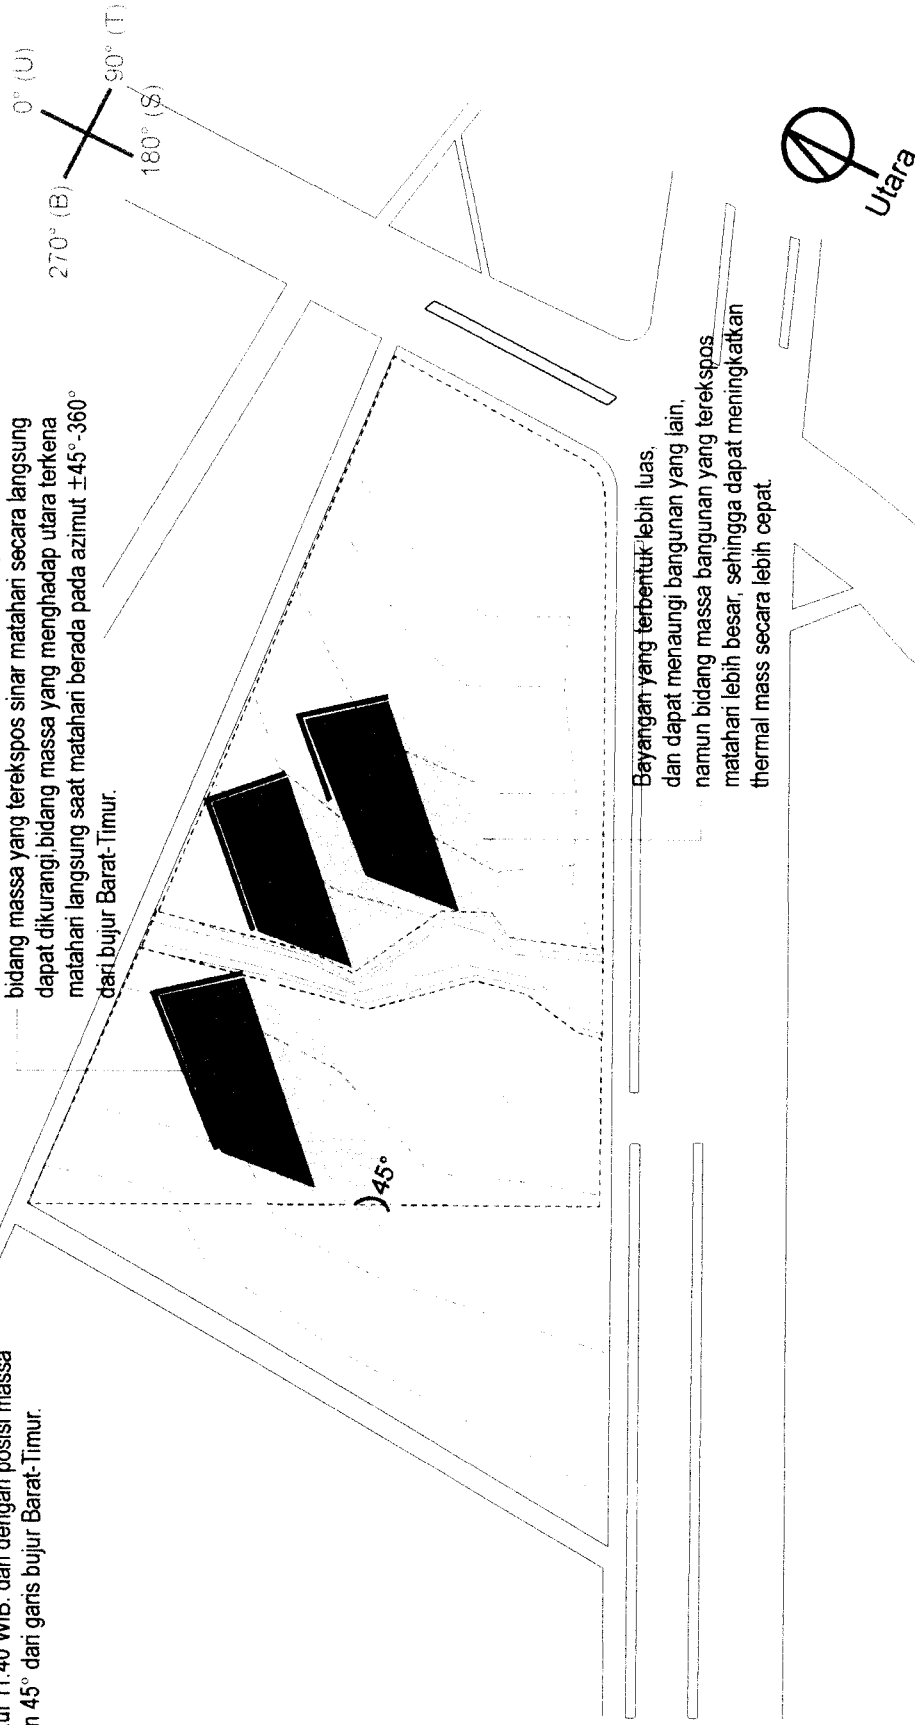 11.40 WIB. dan dengan posisi massa
45° dari garis bujur Barat-Timur.
bidang massa yang terekspos sinar matahari secara langsung
dapat dikurangi,bidang massa yang menghadap utara terkena
matahari langsung saat matahari berada pada azimut ±45°-360°
dari bujur Barat-Timur.
0° (U)
90° (T)
180° (S)
270° (B)
45°
Bayangan yang terbentuk lebih luas,
dan dapat menaungi bangunan yang lain,
namun bidang massa bangunan yang terekspos
matahari lebih besar, sehingga dapat meningkatkan
thermal mass secara lebih cepat.
Utara